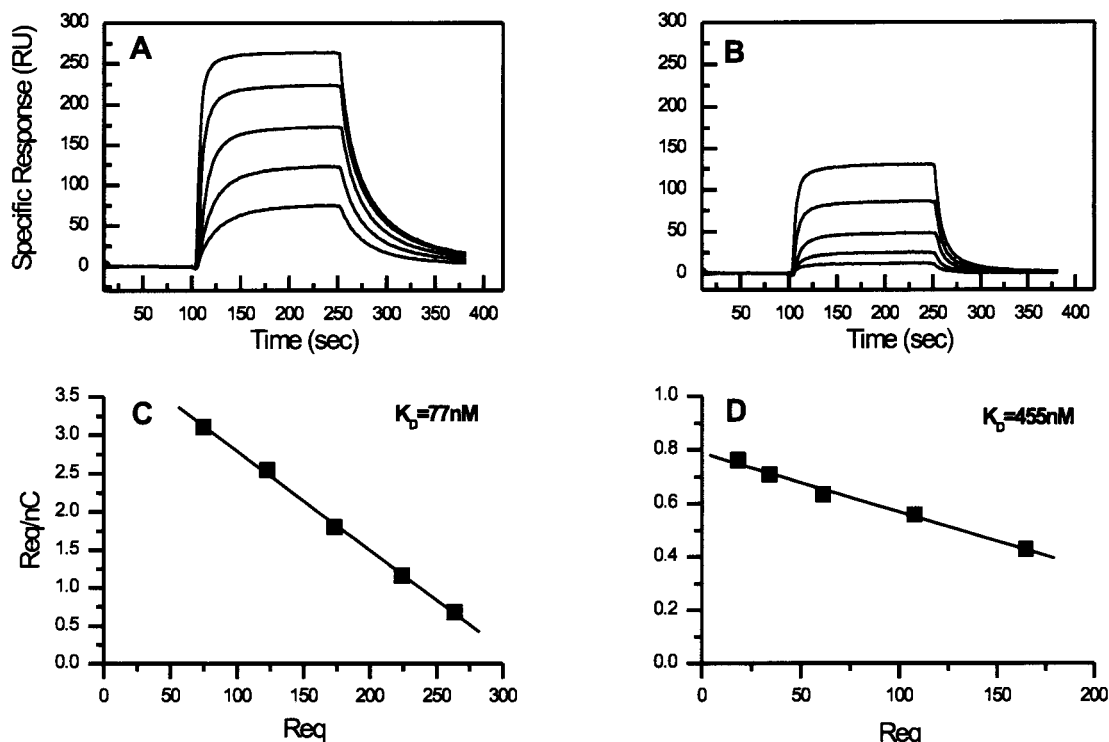 A
Specific Response (RU)
300
250
200
150
100
50
0
50 100 150 200 250 300 350 400
Time (sec)
B
300
250
200
150
100
50
0
50 100 150 200 250 300 350 400
Time (sec)
C
K_D=77nM
Req/nC
3.5
3.0
2.5
2.0
1.5
1.0
0.5
0.0
0 50 100 150 200 250 300
Req
D
K_D=455nM
1.0
0.8
0.6
0.4
0.2
0.0
0 50 100 150 200
Req